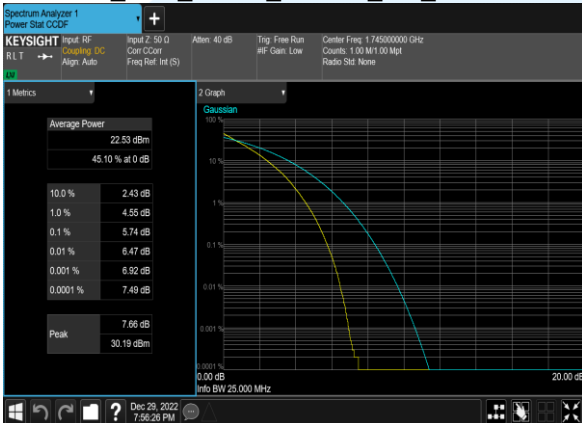 Spectrum Analyzer 1
Power Stat CCDF
+
KEYSIGHT Input: RF Input Z: 50 Ω Atten: 40 dB Trig: Free Run Center Freq: 1.745000000 GHz
RLT Coupling: DC Corr CCorr #IF Gain: Low Counts: 1.00 M/1.00 Mpt
Align: Auto Freq Ref: Int (S) Radio Std: None
1 Metrics 2 Graph
Gaussian
Average Power
22.53 dBm
45.10 % at 0 dB
10.0 % 2.43 dB
1.0 % 4.55 dB
0.1 % 5.74 dB
0.01 % 6.47 dB
0.001 % 6.92 dB
0.0001 % 7.49 dB
Peak 7.66 dB
30.19 dBm
100 %
10 %
1 %
0.1 %
0.01 %
0.001 %
0.0001 %
0.00 dB 20.00 dB
Info BW 25.000 MHz
? Dec 29, 2022
7:56:26 PM